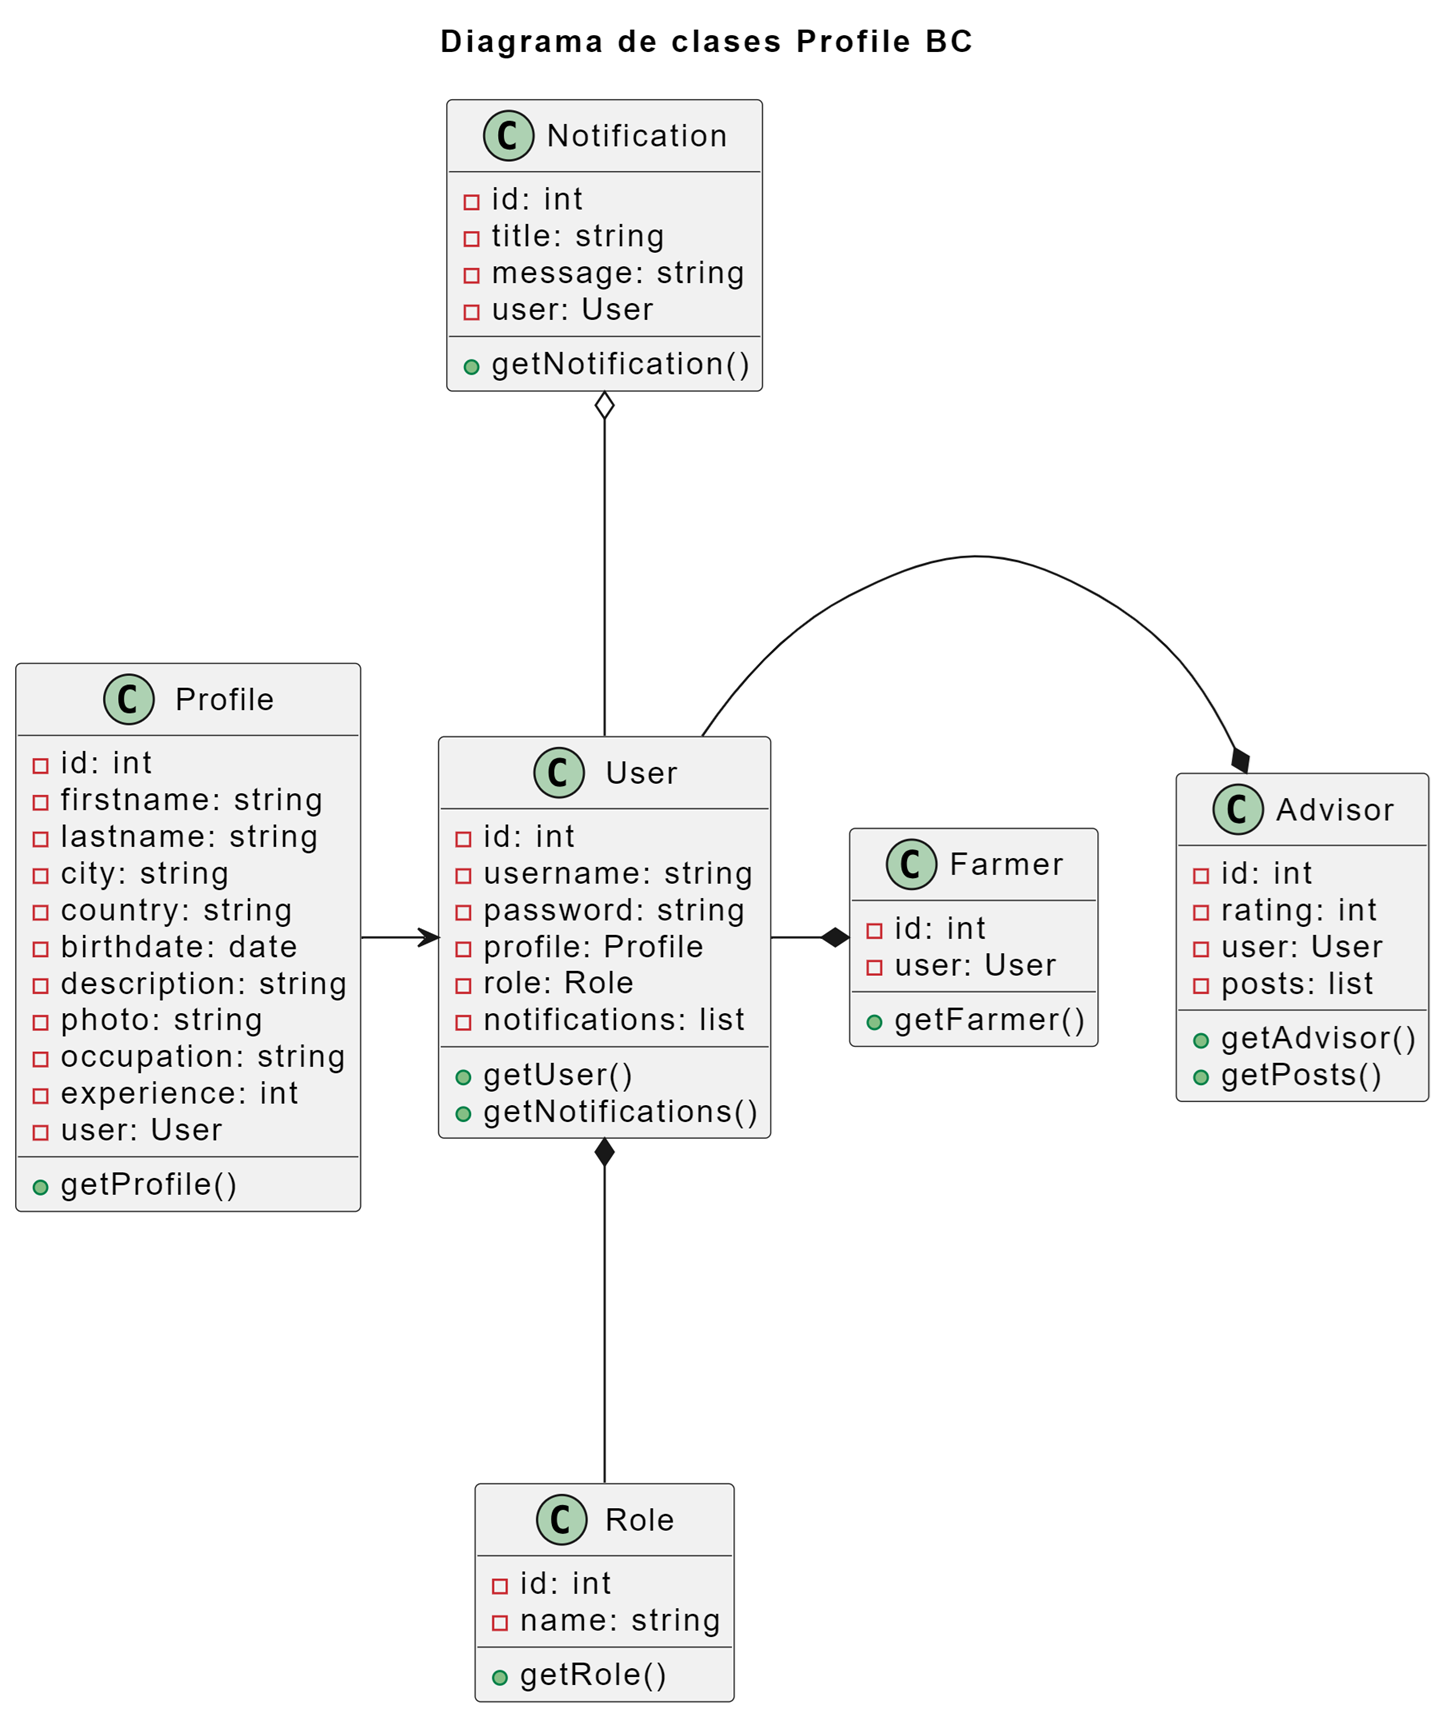 Diagrama de clases Profile BC
C Notification
id: int
title: string
message: string
user: User
getNotification()
C Profile
id: int
firstname: string
lastname: string
city: string
country: string
birthdate: date
description: string
photo: string
occupation: string
experience: int
user: User
getProfile()
C User
id: int
username: string
password: string
profile: Profile
role: Role
notifications: list
getUser()
getNotifications()
C Farmer
id: int
user: User
getFarmer()
C Advisor
id: int
rating: int
user: User
posts: list
getAdvisor()
getPosts()
C Role
id: int
name: string
getRole()